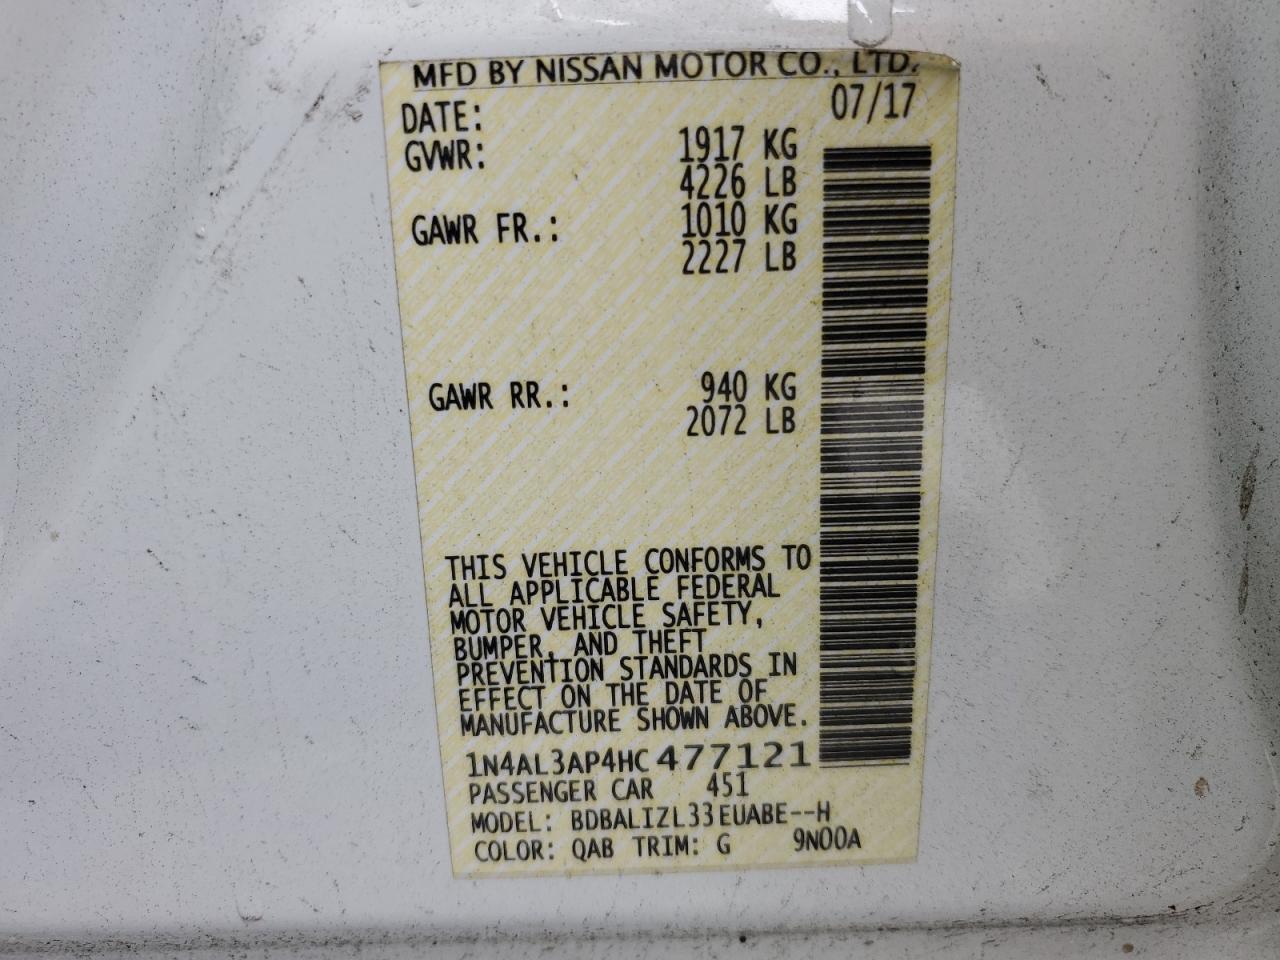 MFD BY NISSAN MOTOR CO., LTD.
DATE: 07/17
GVWR: 1917 KG
4226 LB
GAWR FR.: 1010 KG
2227 LB
GAWR RR.: 940 KG
2072 LB
THIS VEHICLE CONFORMS TO
ALL APPLICABLE FEDERAL
MOTOR VEHICLE SAFETY,
BUMPER, AND THEFT
PREVENTION STANDARDS IN
EFFECT ON THE DATE OF
MANUFACTURE SHOWN ABOVE.
1N4AL3AP4HC477121
PASSENGER CAR 451
MODEL: BDBALIZL33EUABE--H
COLOR: QAB TRIM: G 9N00A